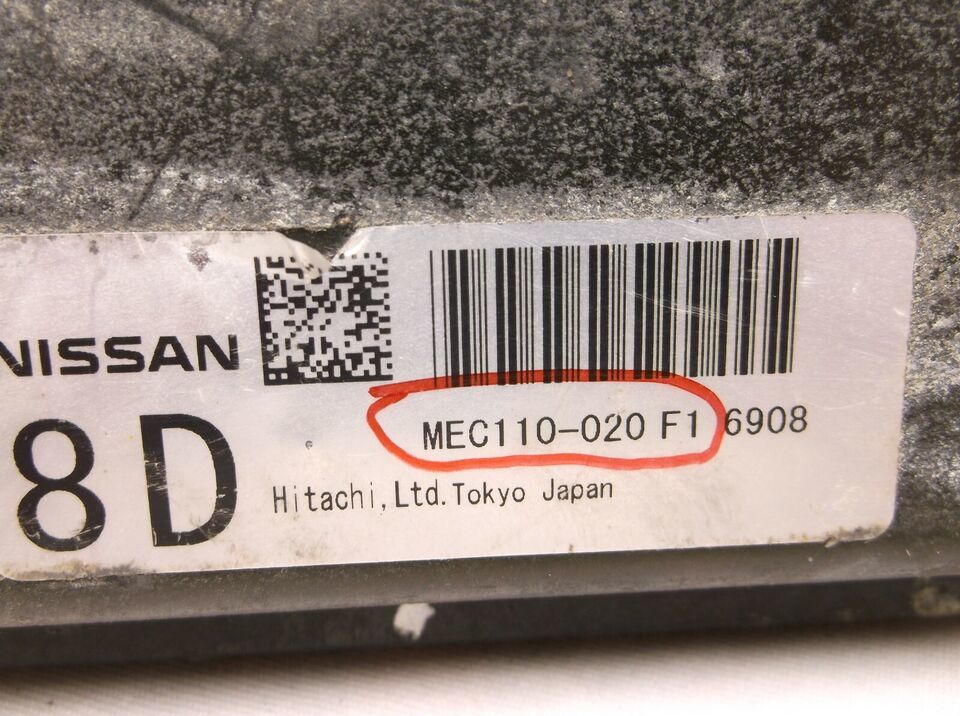 NISSAN
8D
MEC110-020 F1 6908
Hitachi,Ltd.Tokyo Japan